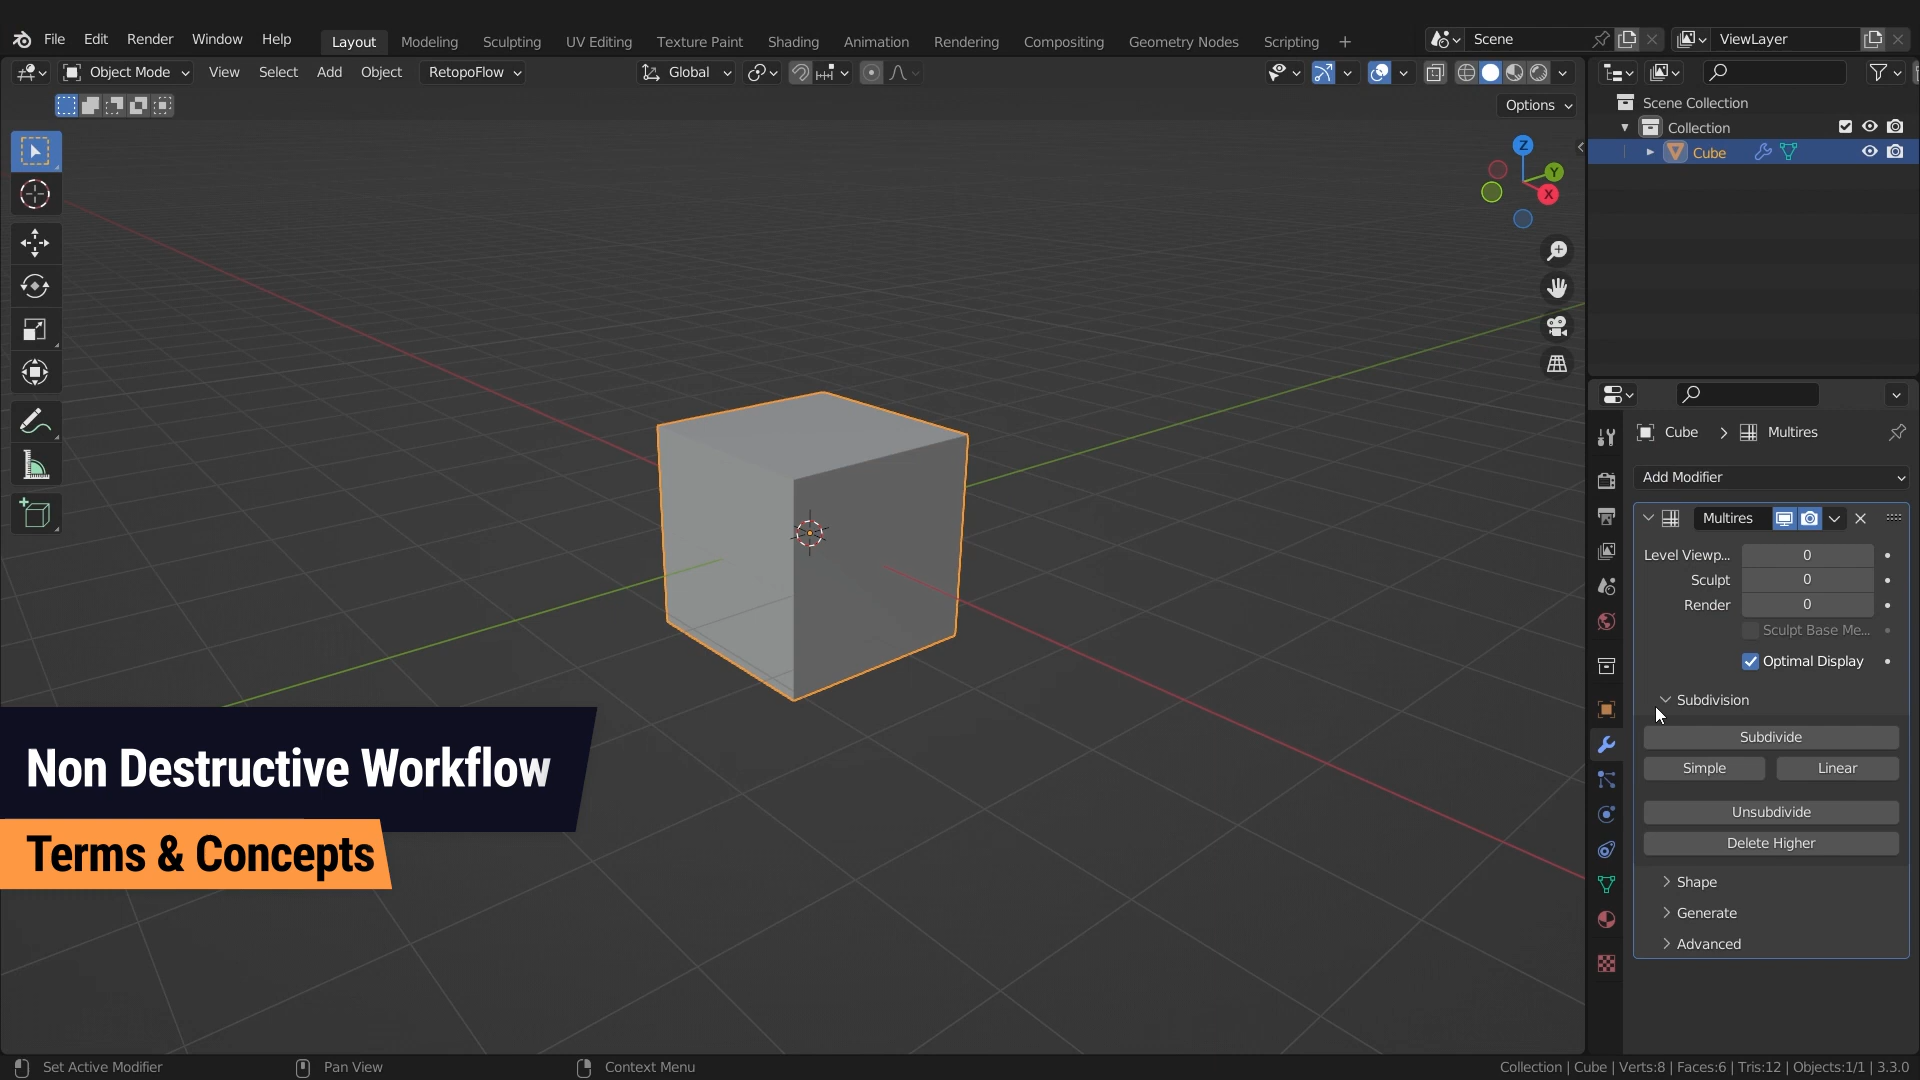 File Edit Render Window Help Layout Modeling Sculpting UV Editing Texture Paint Shading Animation Rendering Compositing Geometry Nodes Scripting + Scene ViewLayer
Object Mode View Select Add Object RetopoFlow Global
Options
Scene Collection
Collection
Cube
Z
Y
X
Cube > Multires
Add Modifier
Multires
Level Viewp... 0
Sculpt 0
Render 0
Sculpt Base Me...
Optimal Display
Subdivision
Subdivide
Simple Linear
Unsubdivide
Delete Higher
Shape
Generate
Advanced
Non Destructive Workflow
Terms & Concepts
Set Active Modifier Pan View Context Menu Collection | Cube | Verts:8 | Faces:6 | Tris:12 | Objects:1/1 | 3.3.0